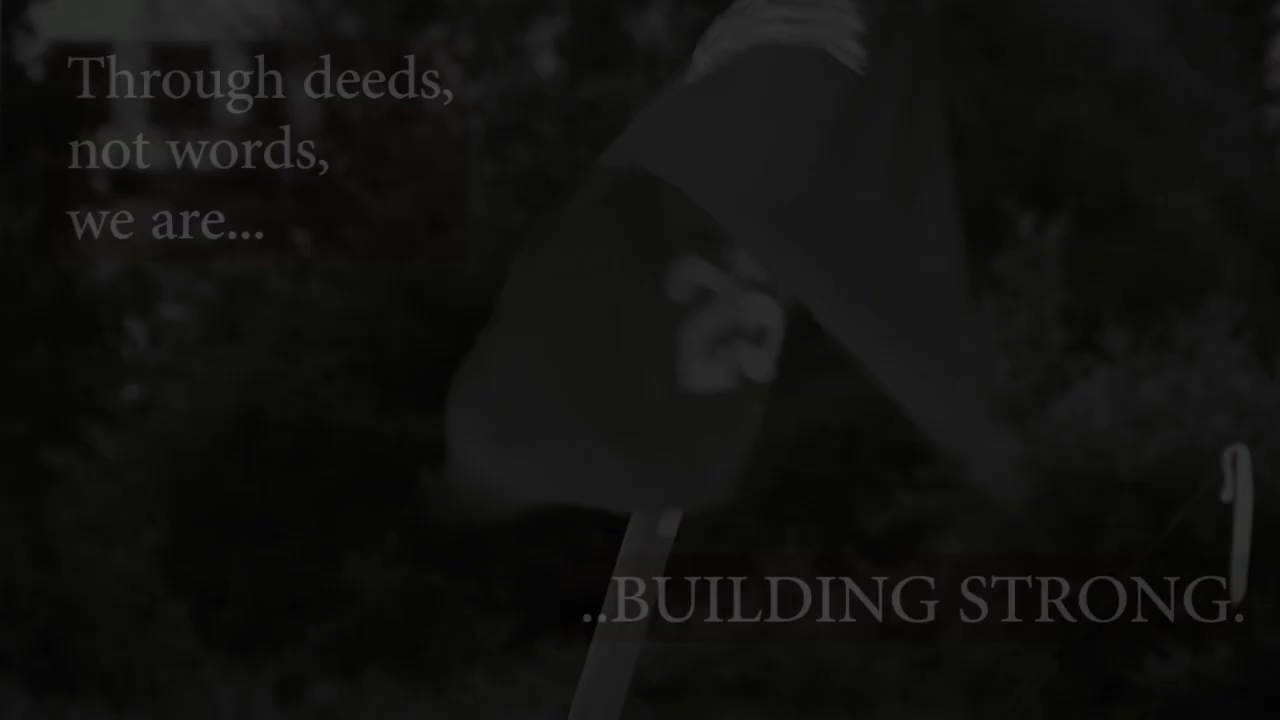 Through deeds,
not words,
we are...
..BUILDING STRONG.